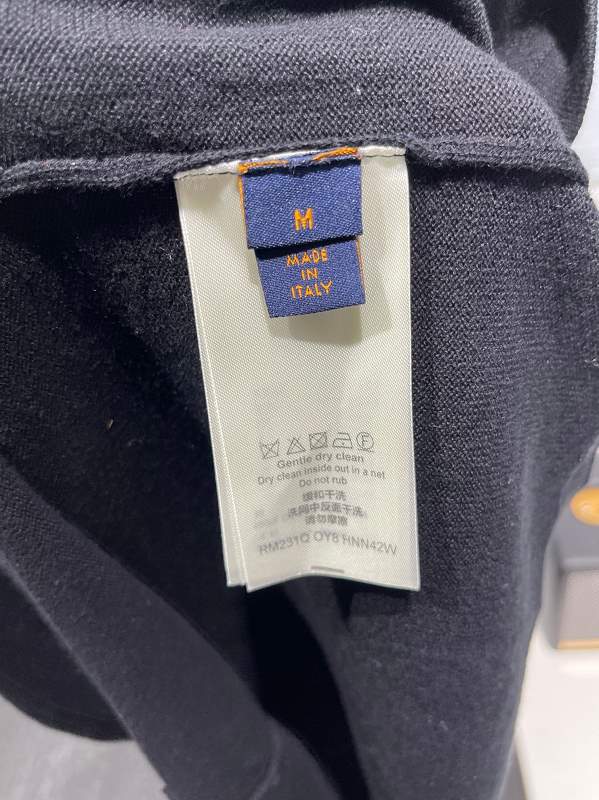 M
MADE
IN
ITALY
Gentle dry clean
Dry clean inside out in a net
Do not rub
缓和干洗
洗网中反面干洗
请勿摩擦
RM231Q OY8 HNN42W